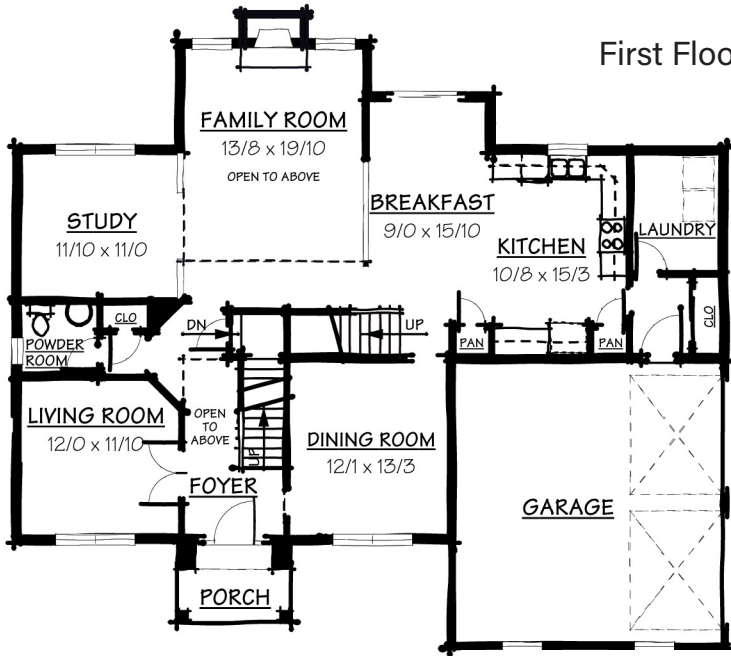 First Floo
FAMILY ROOM
13/8 x 19/10
OPEN TO ABOVE
BREAKFAST
9/0 x 15/10
STUDY
11/10 x 11/0
KITCHEN
10/8 x 15/3
LAUNDRY
CLO
CLO
POWDER
ROOM
DN
UP
PAN
PAN
LIVING ROOM
12/0 x 11/10
OPEN
TO
ABOVE
UP
DINING ROOM
12/1 x 13/3
FOYER
GARAGE
PORCH